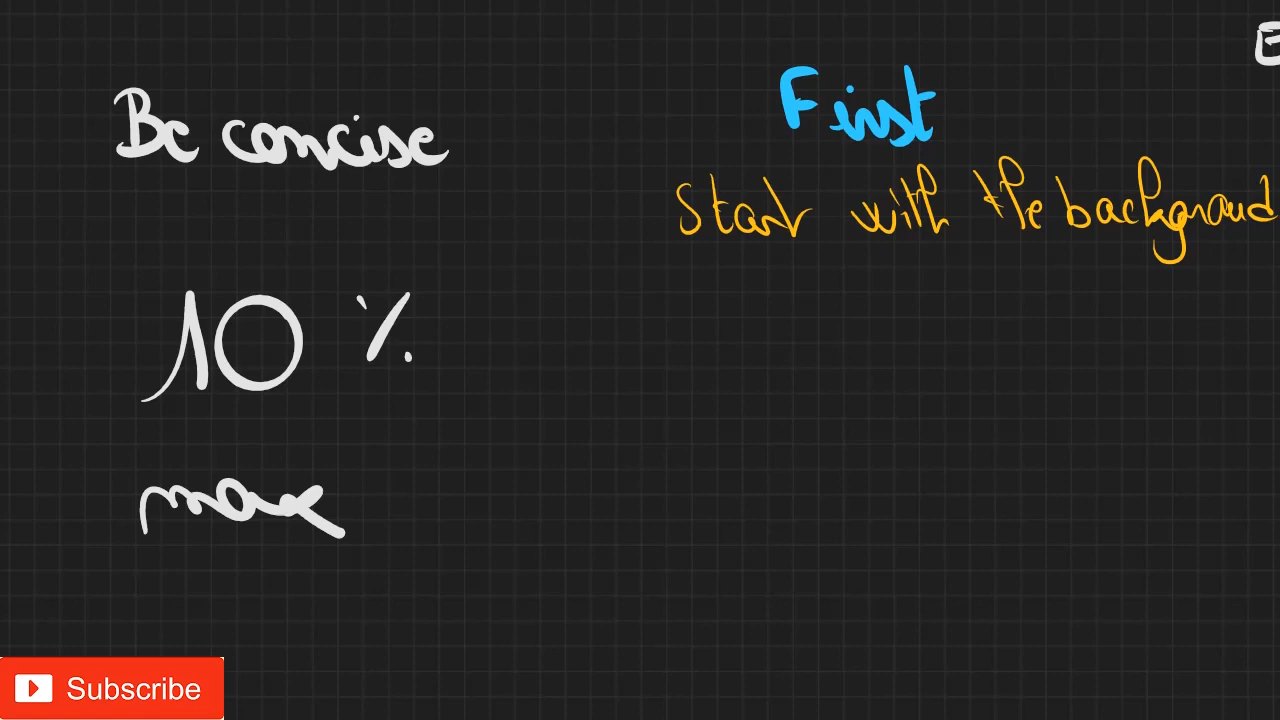 Be concise
10 %
max
First
Start with the background
Subscribe